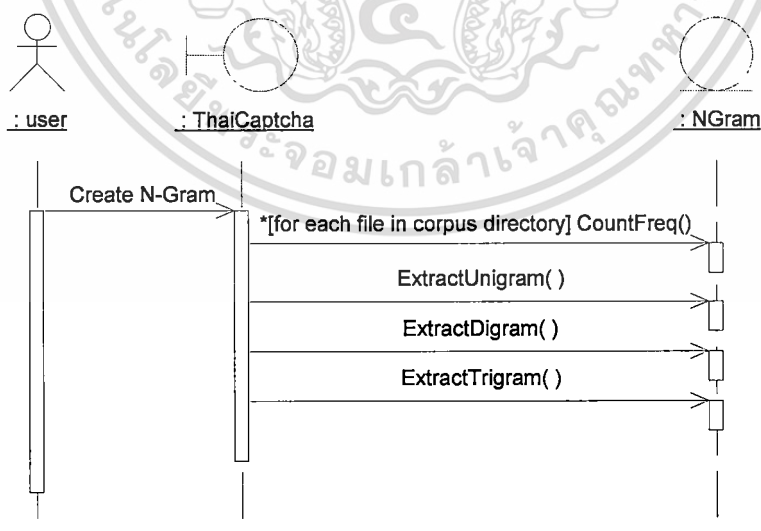 : user
: ThaiCaptcha
: NGram
Create N-Gram
*[for each file in corpus directory] CountFreq()
ExtractUnigram( )
ExtractDigram( )
ExtractTrigram( )